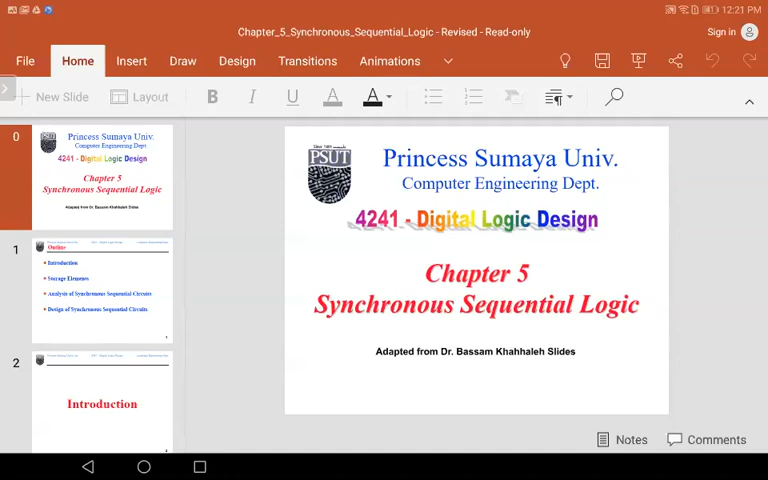 12:21 PM
Chapter_5_Synchronous_Sequential_Logic - Revised - Read-only
Sign in
File
Home
Insert
Draw
Design
Transitions
Animations
New Slide
Layout
B
I
U
A
A
0
Princess Sumaya Univ.
Computer Engineering Dept.
4241 - Digital Logic Design
Chapter 5
Synchronous Sequential Logic
Adapted from Dr. Bassam Khahhaleh Slides
1
Outline
Introduction
Storage Elements
Analysis of Synchronous Sequential Circuits
Design of Synchronous Sequential Circuits
2
Introduction
PSUT
Princess Sumaya Univ.
Computer Engineering Dept.
4241 - Digital Logic Design
Chapter 5
Synchronous Sequential Logic
Adapted from Dr. Bassam Khahhaleh Slides
Notes
Comments